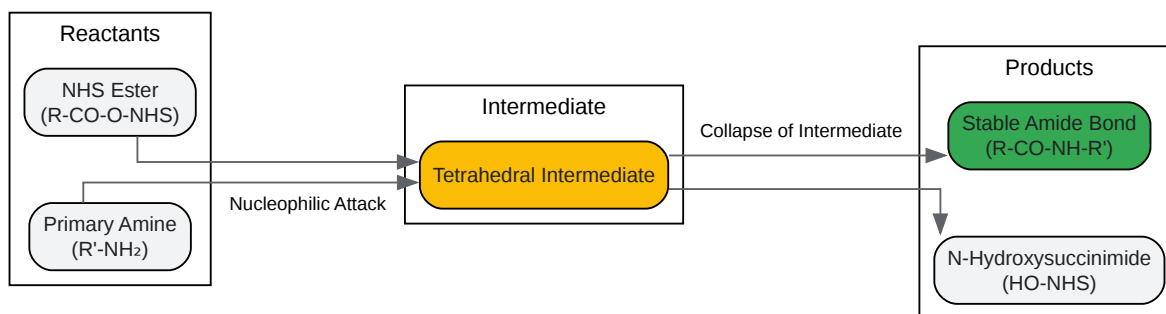 Reactants
NHS Ester
(R-CO-O-NHS)
Primary Amine
(R'-NH₂)
Nucleophilic Attack
Intermediate
Tetrahedral Intermediate
Collapse of Intermediate
Products
Stable Amide Bond
(R-CO-NH-R')
N-Hydroxysuccinimide
(HO-NHS)